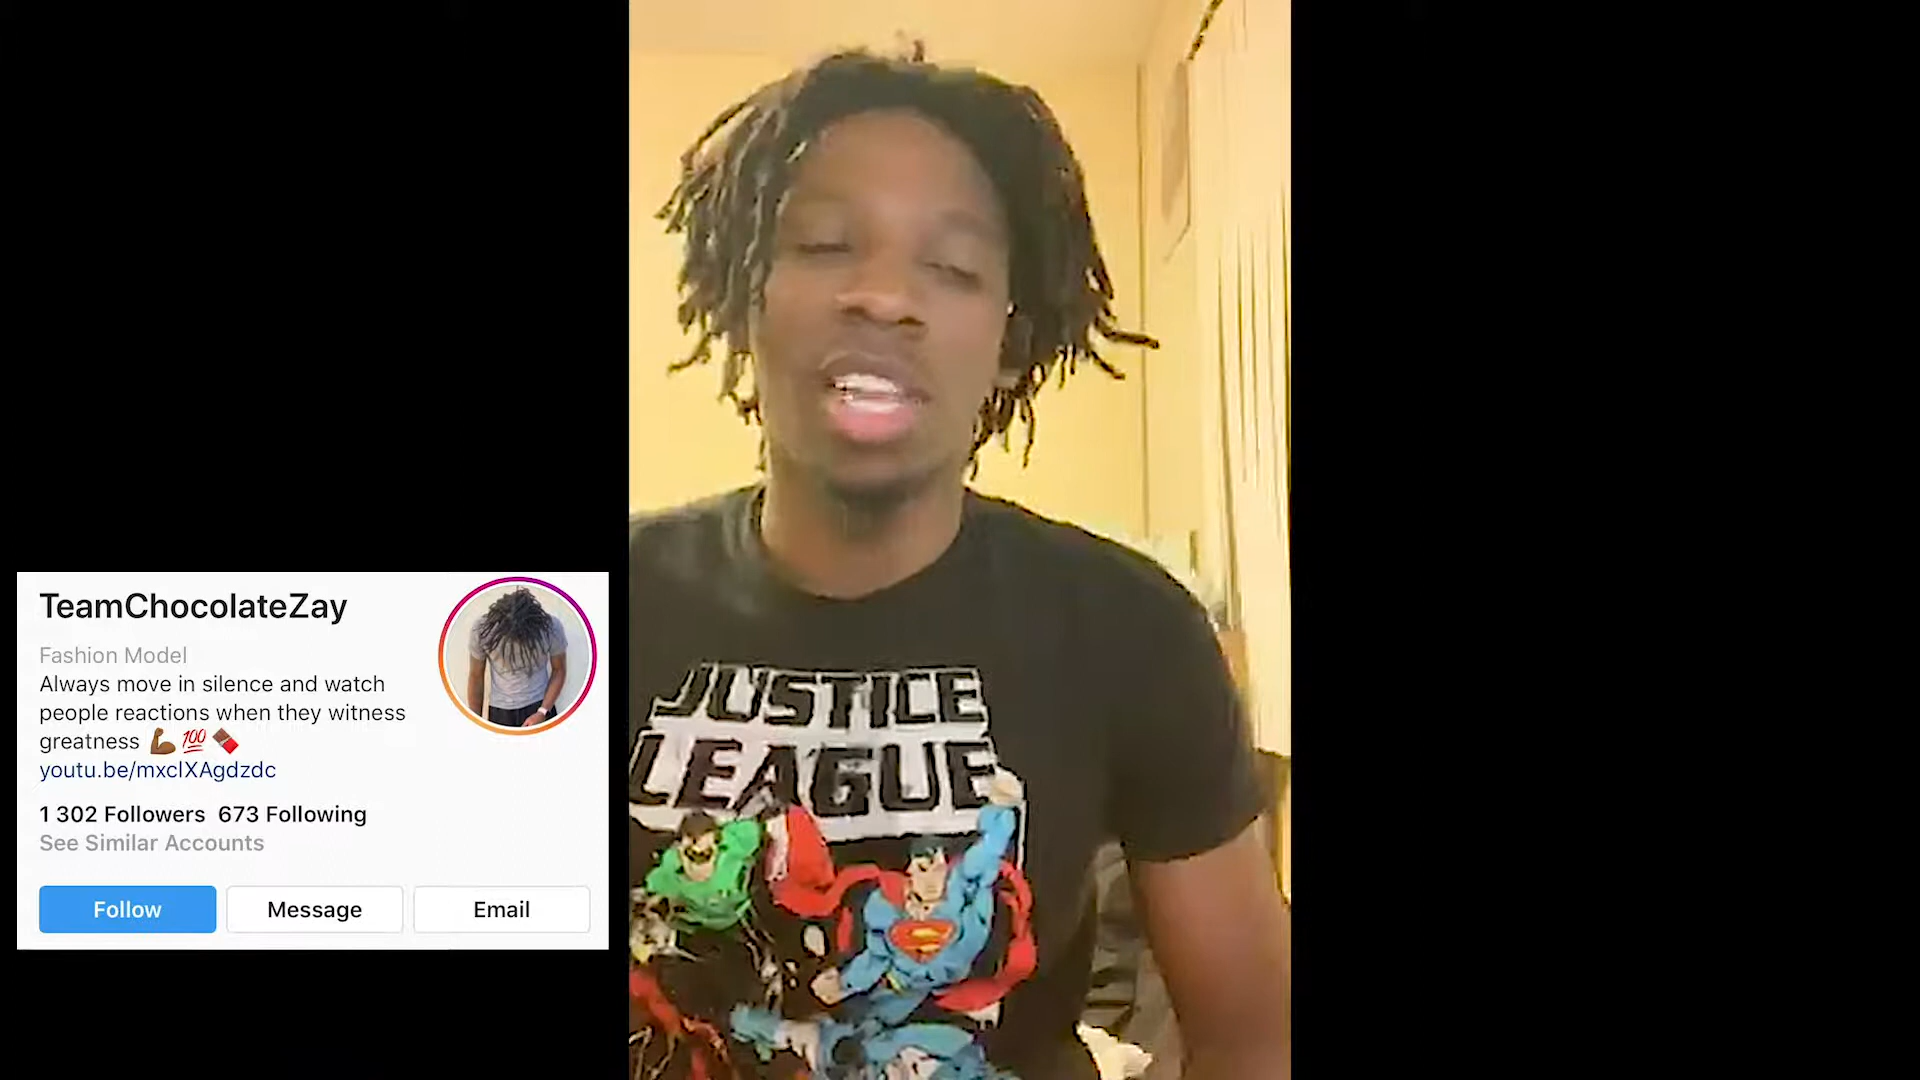 TeamChocolateZay
Fashion Model
Always move in silence and watch
people reactions when they witness
greatness 💪🏾 💯 🍫
youtu.be/mxclXAgdzdc
1 302 Followers 673 Following
See Similar Accounts
Follow
Message
Email
JUSTICE
LEAGUE